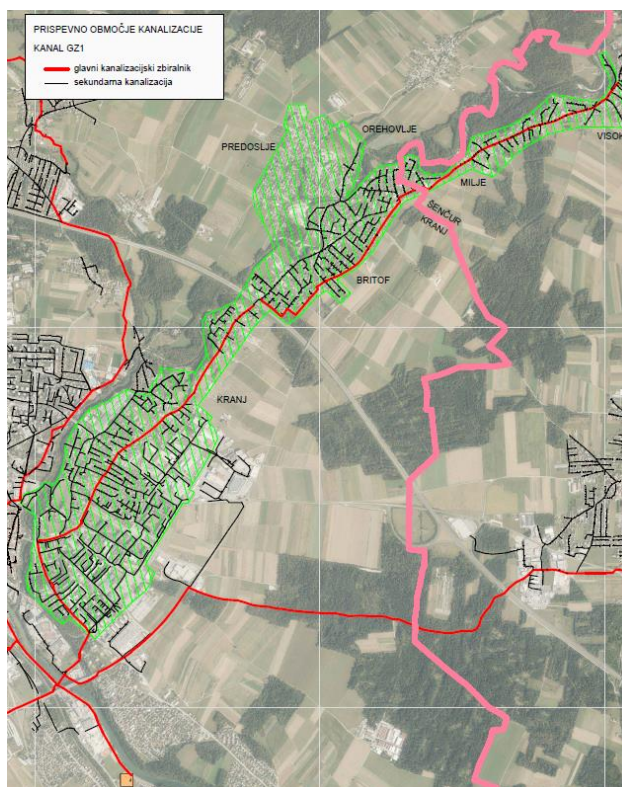 PRISPEVNO OBMOČJE KANALIZACIJE
KANAL GZ1
glavni kanalizacijski zbiralnik
sekundarna kanalizacija
OREHOVLJE
PREDOSLJE
VISOK
MILJE
ŠENČUR
KRANJ
BRITOF
KRANJ